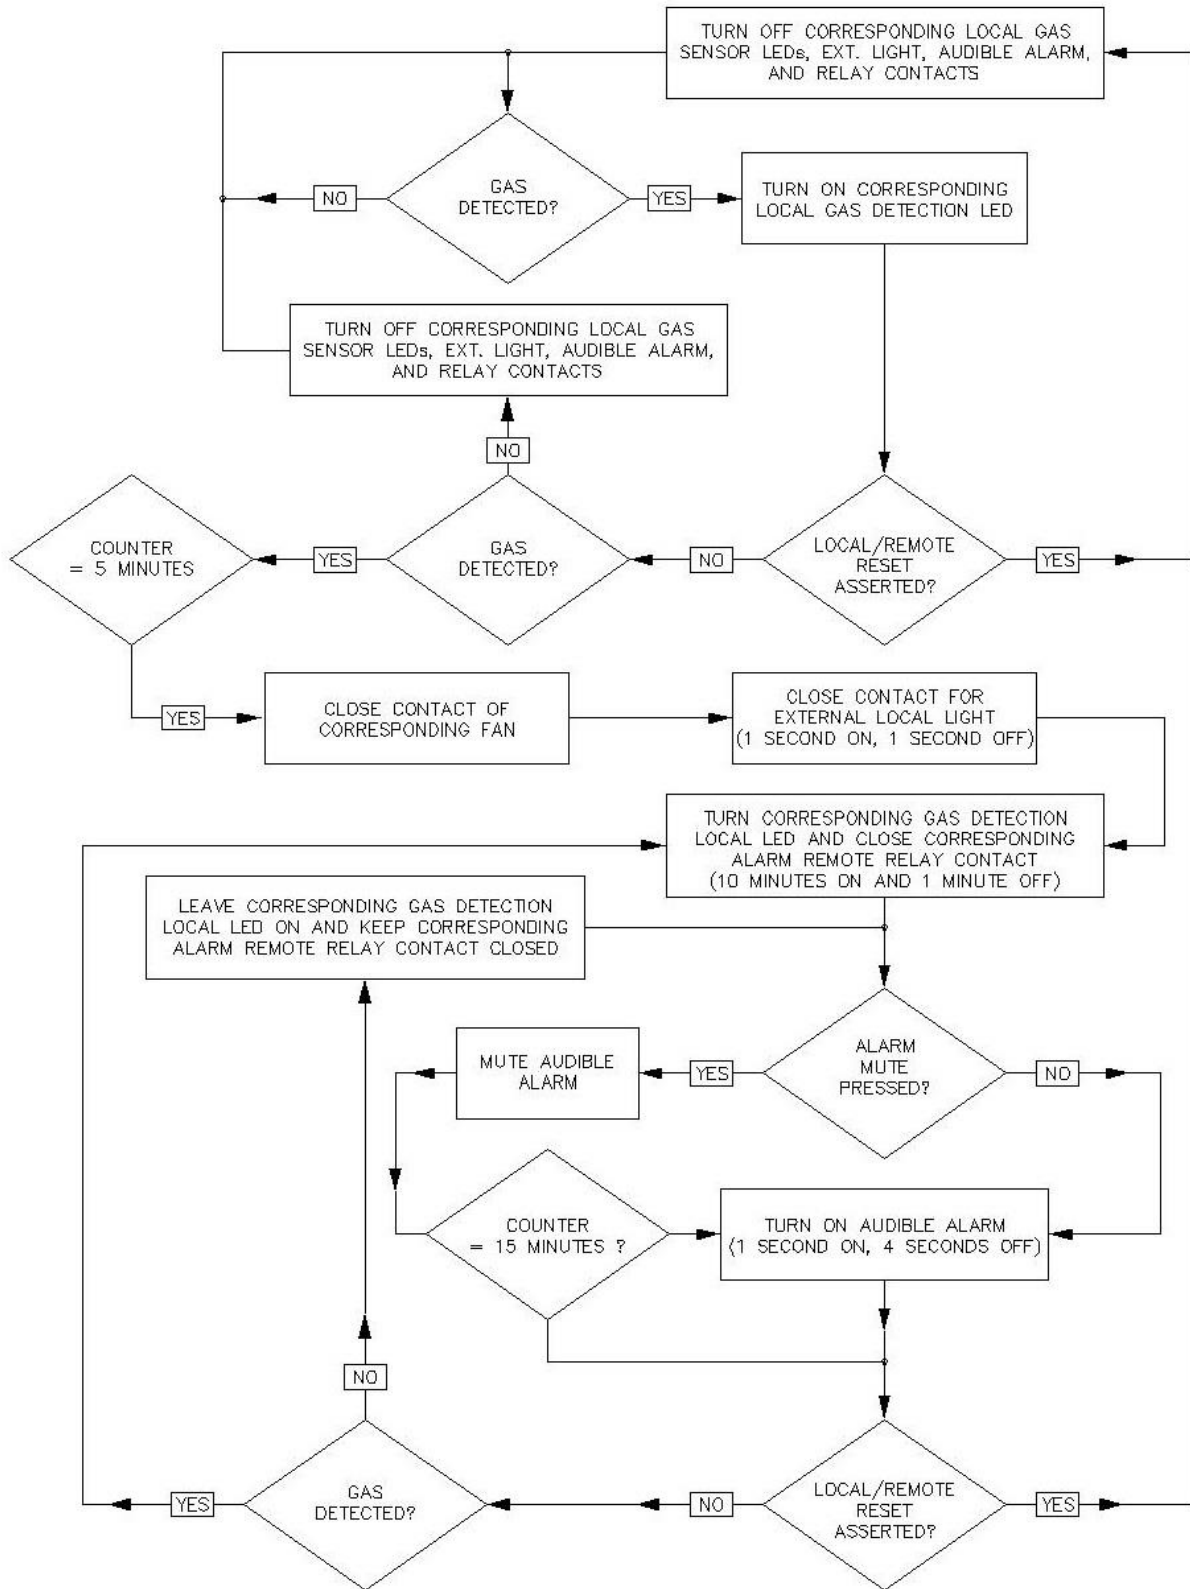 TURN OFF CORRESPONDING LOCAL GAS
SENSOR LEDs, EXT. LIGHT, AUDIBLE ALARM,
AND RELAY CONTACTS
GAS
DETECTED?
NO
YES
TURN ON CORRESPONDING
LOCAL GAS DETECTION LED
TURN OFF CORRESPONDING LOCAL GAS
SENSOR LEDs, EXT. LIGHT, AUDIBLE ALARM,
AND RELAY CONTACTS
NO
COUNTER
= 5 MINUTES
YES
GAS
DETECTED?
NO
LOCAL/REMOTE
RESET
ASSERTED?
YES
YES
CLOSE CONTACT OF
CORRESPONDING FAN
CLOSE CONTACT FOR
EXTERNAL LOCAL LIGHT
(1 SECOND ON, 1 SECOND OFF)
TURN CORRESPONDING GAS DETECTION
LOCAL LED AND CLOSE CORRESPONDING
ALARM REMOTE RELAY CONTACT
(10 MINUTES ON AND 1 MINUTE OFF)
LEAVE CORRESPONDING GAS DETECTION
LOCAL LED ON AND KEEP CORRESPONDING
ALARM REMOTE RELAY CONTACT CLOSED
MUTE AUDIBLE
ALARM
YES
ALARM
MUTE
PRESSED?
NO
COUNTER
= 15 MINUTES ?
TURN ON AUDIBLE ALARM
(1 SECOND ON, 4 SECONDS OFF)
NO
YES
GAS
DETECTED?
NO
LOCAL/REMOTE
RESET
ASSERTED?
YES